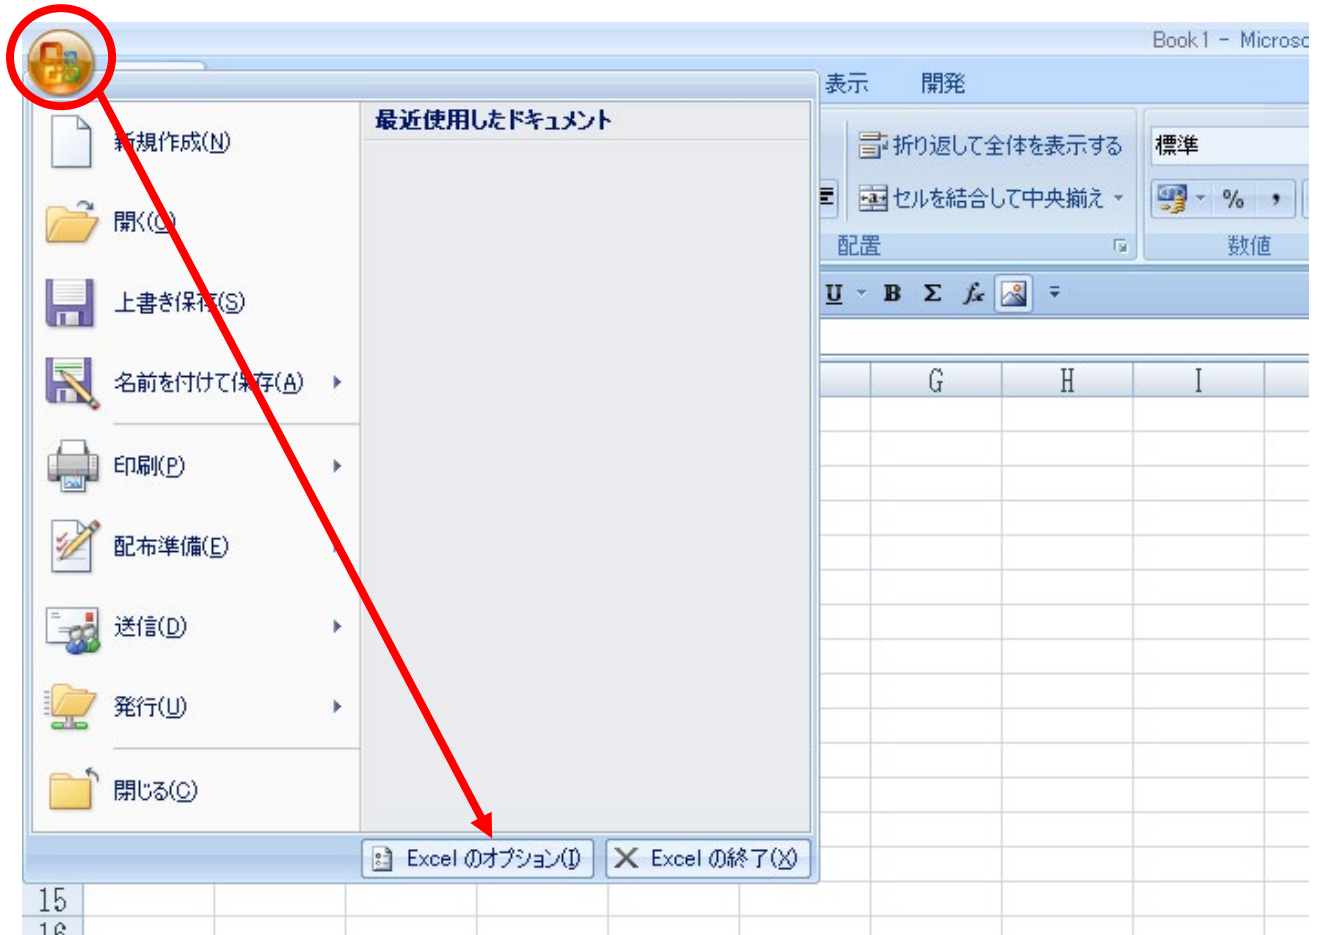 Book1 - Microsc
表示 開発
最近使用したドキュメント
新規作成(N)
折り返して全体を表示する
標準
開く(O)
セルを結合して中央揃え
% ,
配置
数値
上書き保存(S)
U B Σ fx
名前を付けて保存(A)
G H I
印刷(P)
配布準備(E)
送信(D)
発行(U)
閉じる(C)
Excel のオプション(I)
Excel の終了(X)
15
16